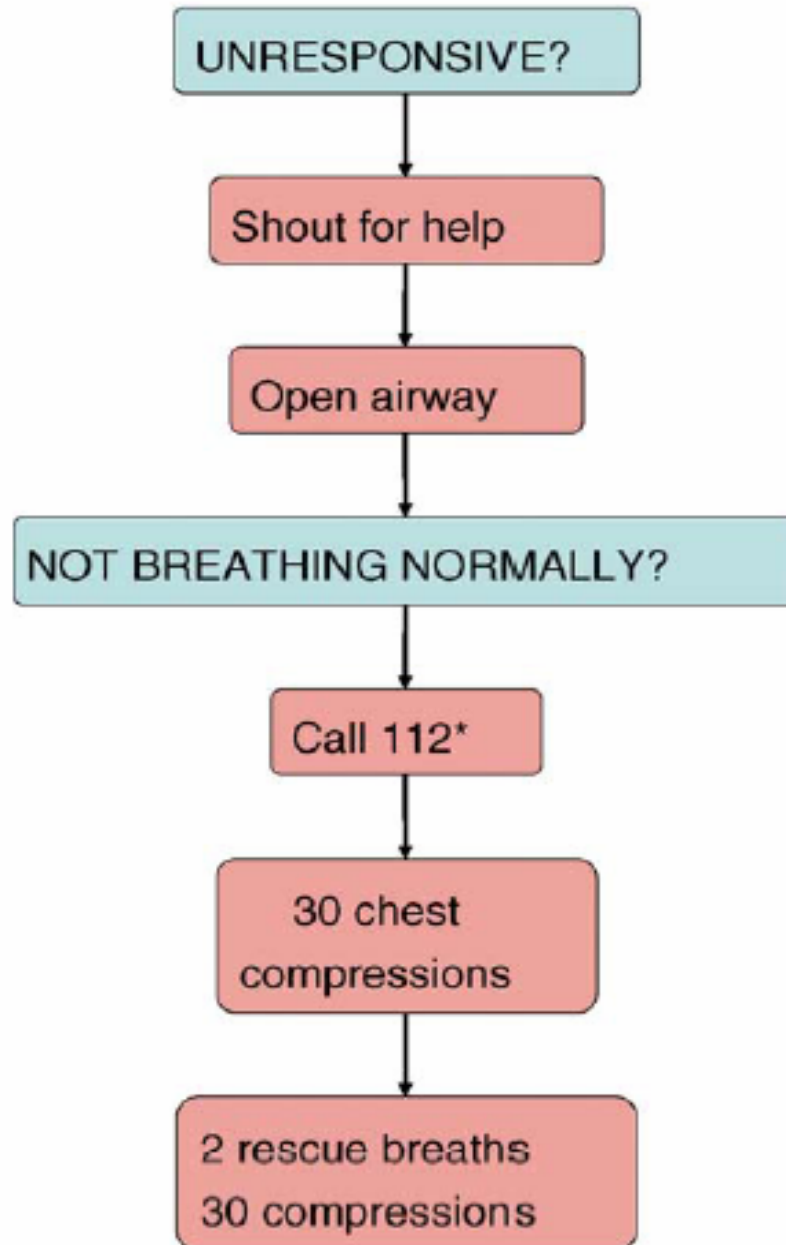 UNRESPONSIVE?
Shout for help
Open airway
NOT BREATHING NORMALLY?
Call 112*
30 chest
compressions
2 rescue breaths
30 compressions